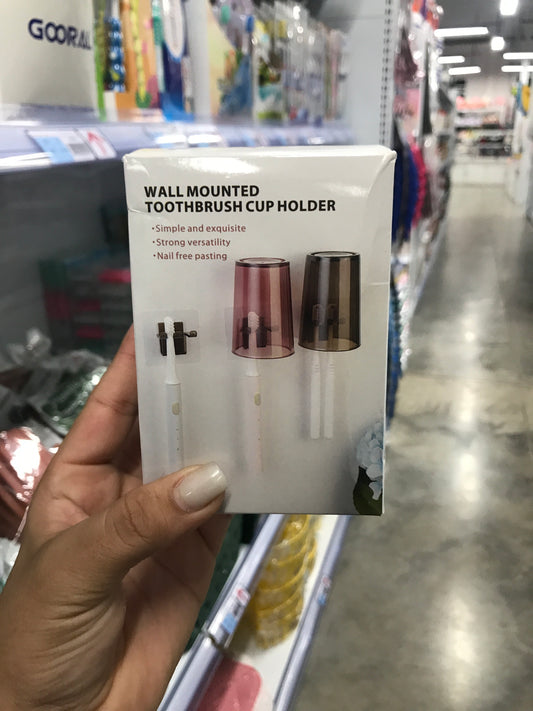 GOORAL
WALL MOUNTED
TOOTHBRUSH CUP HOLDER
•Simple and exquisite
•Strong versatility
•Nail free pasting